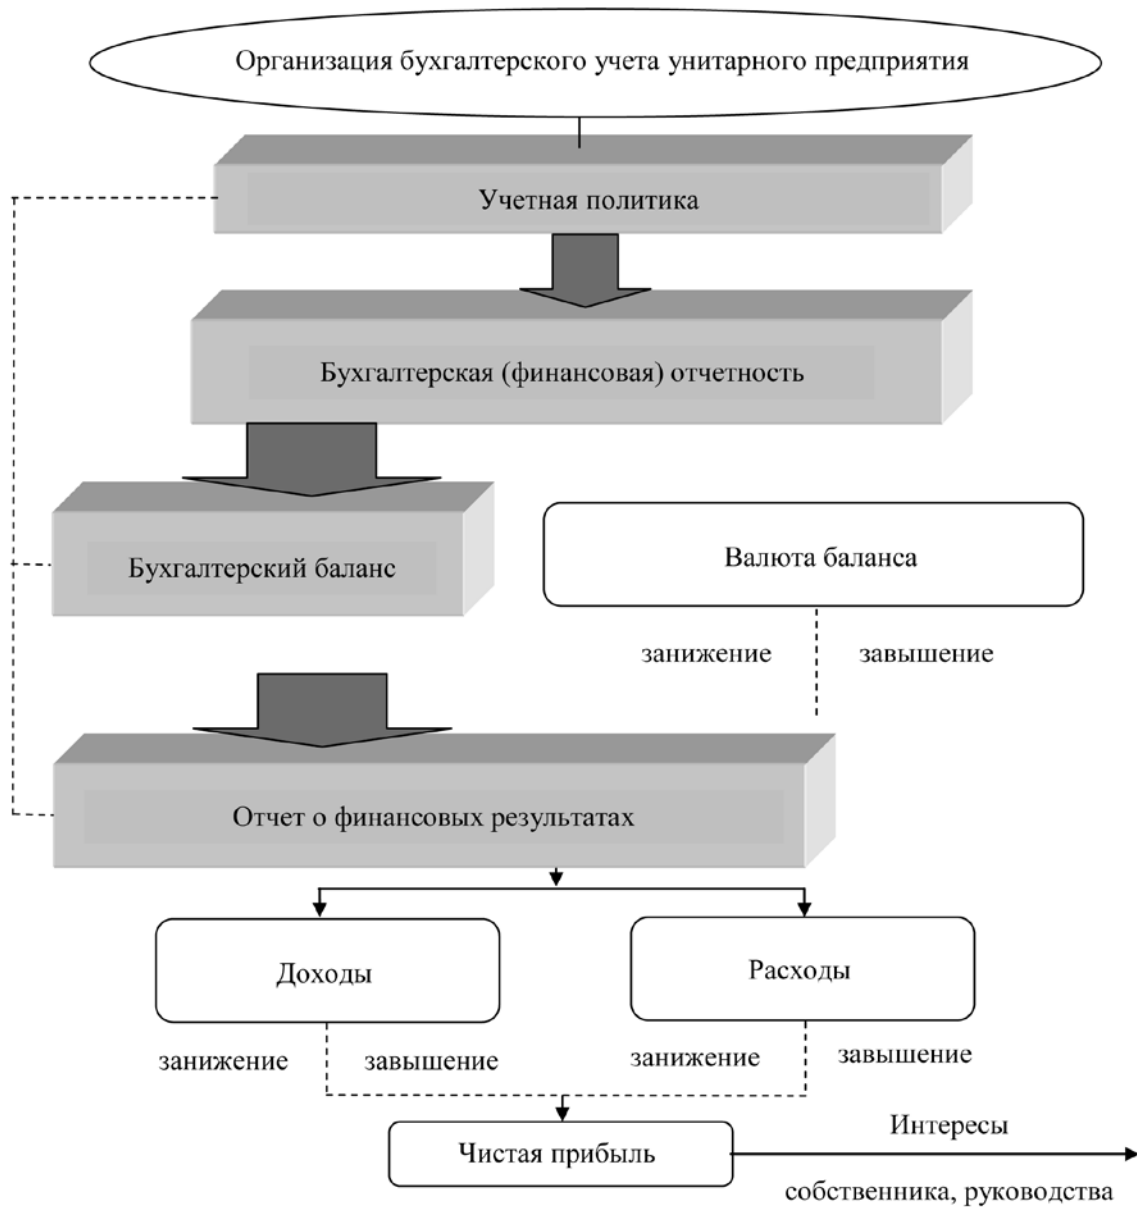 Организация бухгалтерского учета унитарного предприятия
Учетная политика
Бухгалтерская (финансовая) отчетность
Бухгалтерский баланс
Валюта баланса
занижение
завышение
Отчет о финансовых результатах
Доходы
Расходы
занижение
завышение
занижение
завышение
Чистая прибыль
Интересы
собственника, руководства